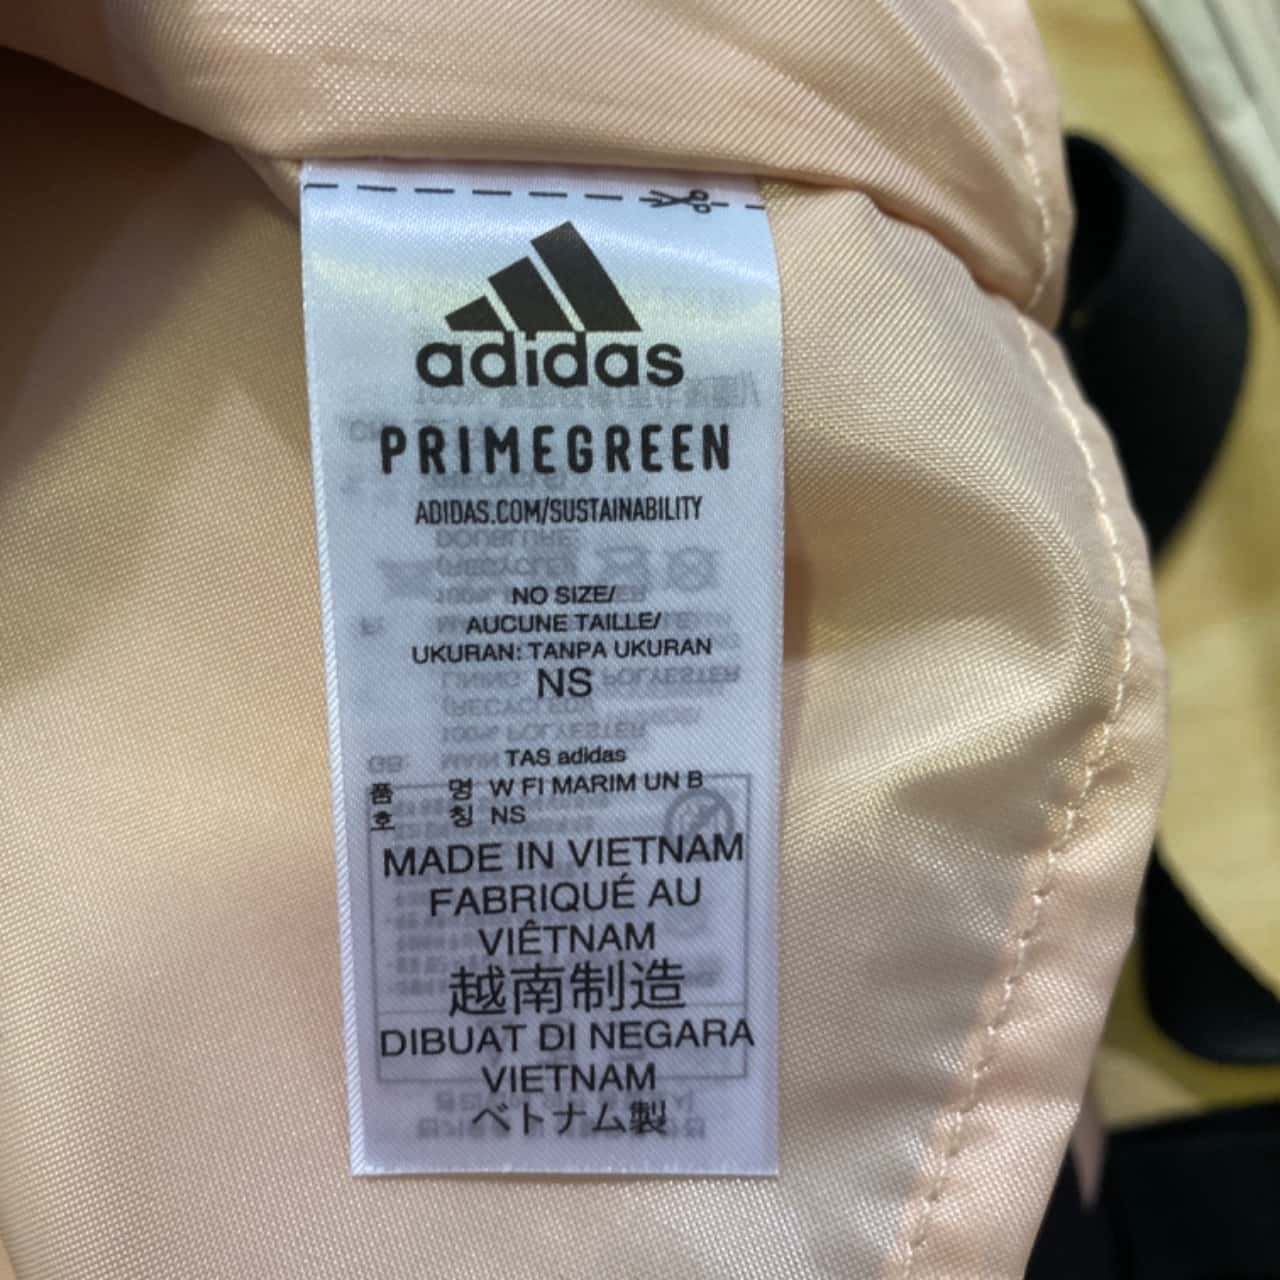 adidas
PRIMEGREEN
ADIDAS.COM/SUSTAINABILITY
NO SIZE/
AUCUNE TAILLE/
UKURAN: TANPA UKURAN
NS
TAS adidas
품 명 W FI MARIM UN B
호 칭 NS
MADE IN VIETNAM
FABRIQUÉ AU
VIÊTNAM
越南制造
DIBUAT DI NEGARA
VIETNAM
ベトナム製